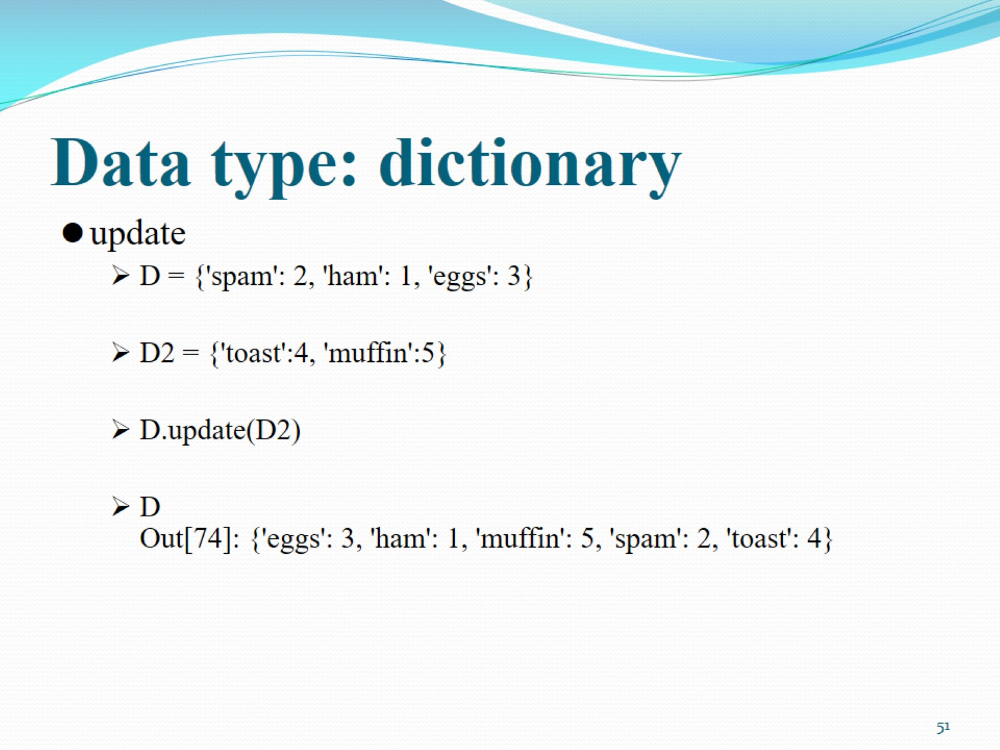 Data type: dictionary
● update
➢ D = {'spam': 2, 'ham': 1, 'eggs': 3}
➢ D2 = {'toast':4, 'muffin':5}
➢ D.update(D2)
➢ D
Out[74]: {'eggs': 3, 'ham': 1, 'muffin': 5, 'spam': 2, 'toast': 4}
51